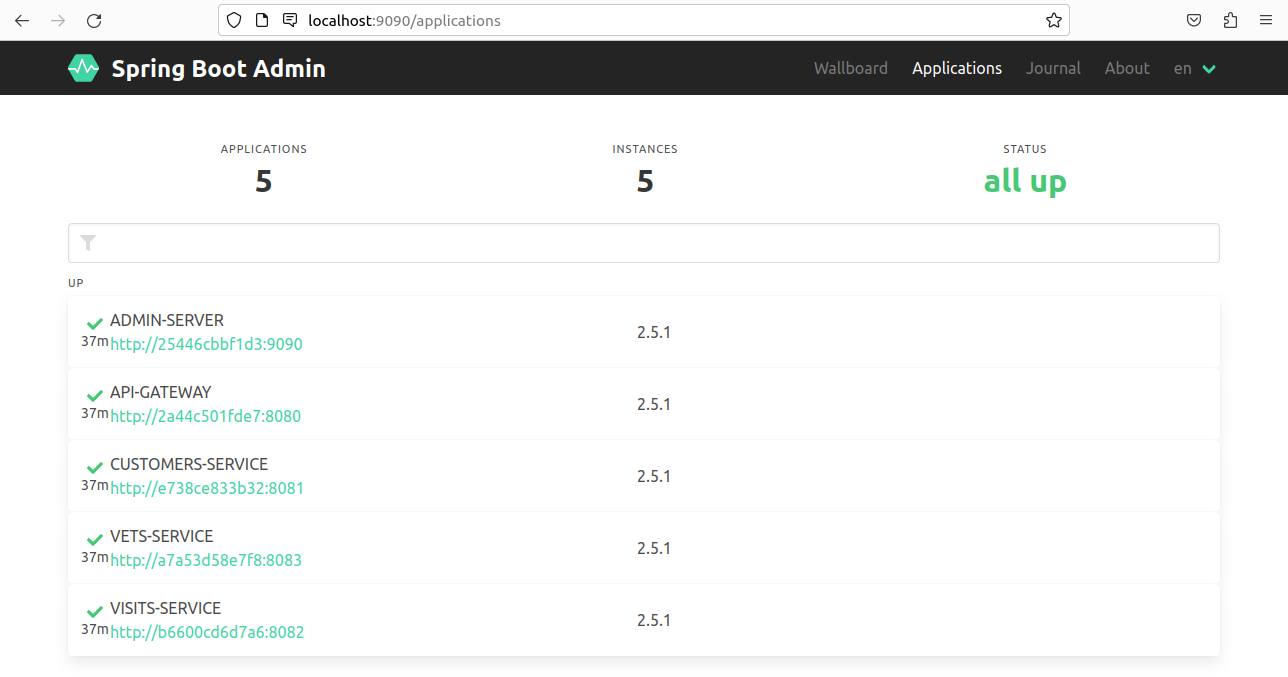 localhost:9090/applications
Spring Boot Admin Wallboard Applications Journal About en
APPLICATIONS INSTANCES STATUS
5 5 all up
UP
ADMIN-SERVER
37m http://25446cbbf1d3:9090 2.5.1
API-GATEWAY
37m http://2a44c501fde7:8080 2.5.1
CUSTOMERS-SERVICE
37m http://e738ce833b32:8081 2.5.1
VETS-SERVICE
37m http://a7a53d58e7f8:8083 2.5.1
VISITS-SERVICE
37m http://b6600cd6d7a6:8082 2.5.1